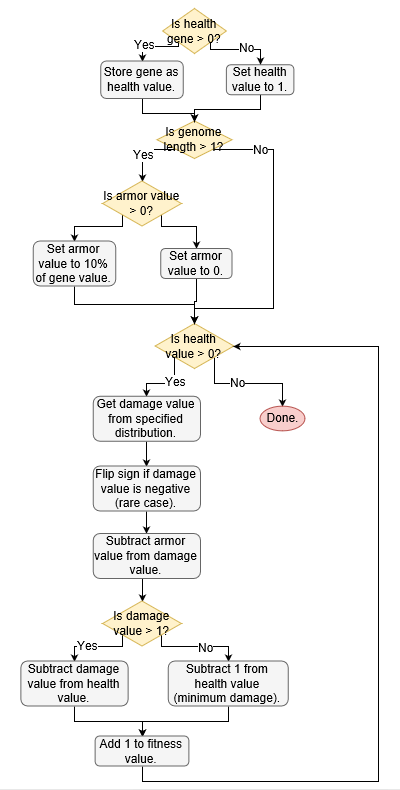 Is health
gene > 0?
Yes
No
Store gene as
health value.
Set health
value to 1.
Is genome
length > 1?
Yes
No
Is armor value
> 0?
Set armor
value to 10%
of gene value.
Set armor
value to 0.
Is health
value > 0?
Yes
No
Get damage value
from specified
distribution.
Done.
Flip sign if damage
value is negative
(rare case).
Subtract armor
value from damage
value.
Is damage
value > 1?
Yes
No
Subtract damage
value from health
value.
Subtract 1 from
health value
(minimum damage).
Add 1 to fitness
value.